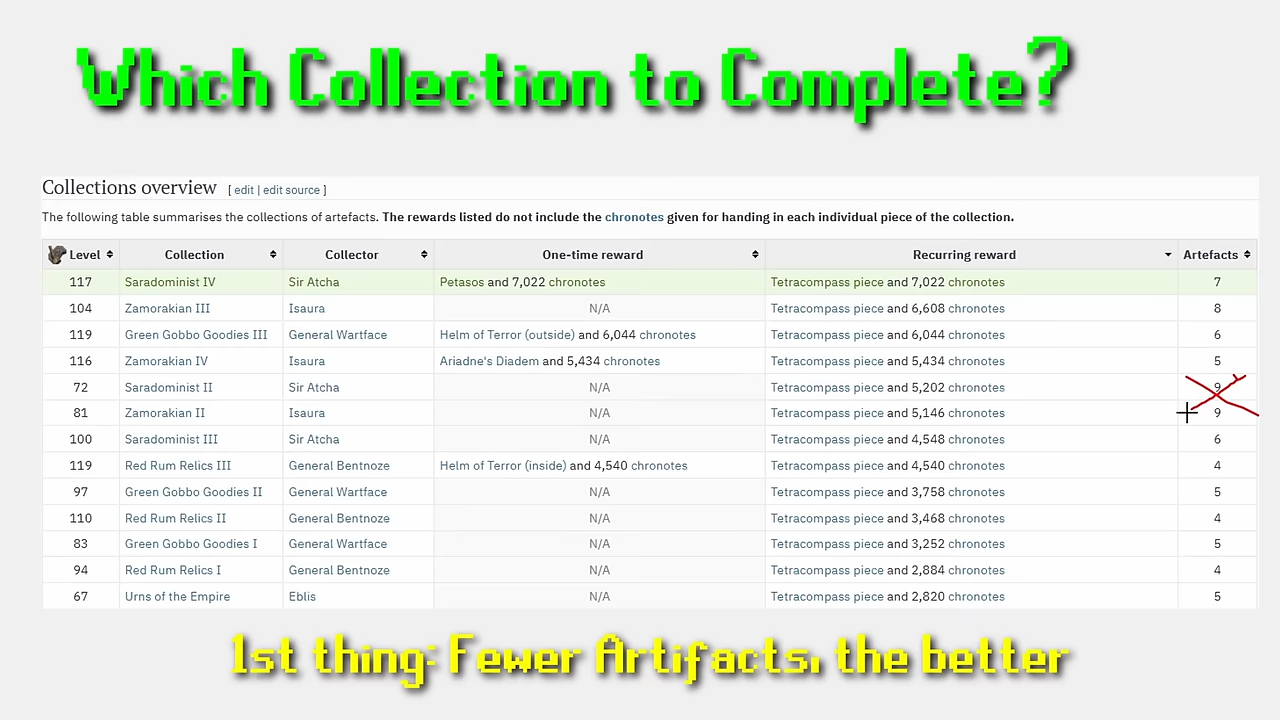 Which Collection to Complete?
Collections overview [ edit | edit source ]
The following table summarises the collections of artefacts. The rewards listed do not include the chronotes given for handing in each individual piece of the collection.
Level Collection Collector One-time reward Recurring reward Artefacts
117 Saradominist IV Sir Atcha Petasos and 7,022 chronotes Tetracompass piece and 7,022 chronotes 7
104 Zamorakian III Isaura N/A Tetracompass piece and 6,608 chronotes 8
119 Green Gobbo Goodies III General Wartface Helm of Terror (outside) and 6,044 chronotes Tetracompass piece and 6,044 chronotes 6
116 Zamorakian IV Isaura Ariadne's Diadem and 5,434 chronotes Tetracompass piece and 5,434 chronotes 5
72 Saradominist II Sir Atcha N/A Tetracompass piece and 5,202 chronotes 9
81 Zamorakian II Isaura N/A Tetracompass piece and 5,146 chronotes 9
100 Saradominist III Sir Atcha N/A Tetracompass piece and 4,548 chronotes 6
119 Red Rum Relics III General Bentnoze Helm of Terror (inside) and 4,540 chronotes Tetracompass piece and 4,540 chronotes 4
97 Green Gobbo Goodies II General Wartface N/A Tetracompass piece and 3,758 chronotes 5
110 Red Rum Relics II General Bentnoze N/A Tetracompass piece and 3,468 chronotes 4
83 Green Gobbo Goodies I General Wartface N/A Tetracompass piece and 3,252 chronotes 5
94 Red Rum Relics I General Bentnoze N/A Tetracompass piece and 2,884 chronotes 4
67 Urns of the Empire Eblis N/A Tetracompass piece and 2,820 chronotes 5
1st thing: Fewer Artifacts, the better